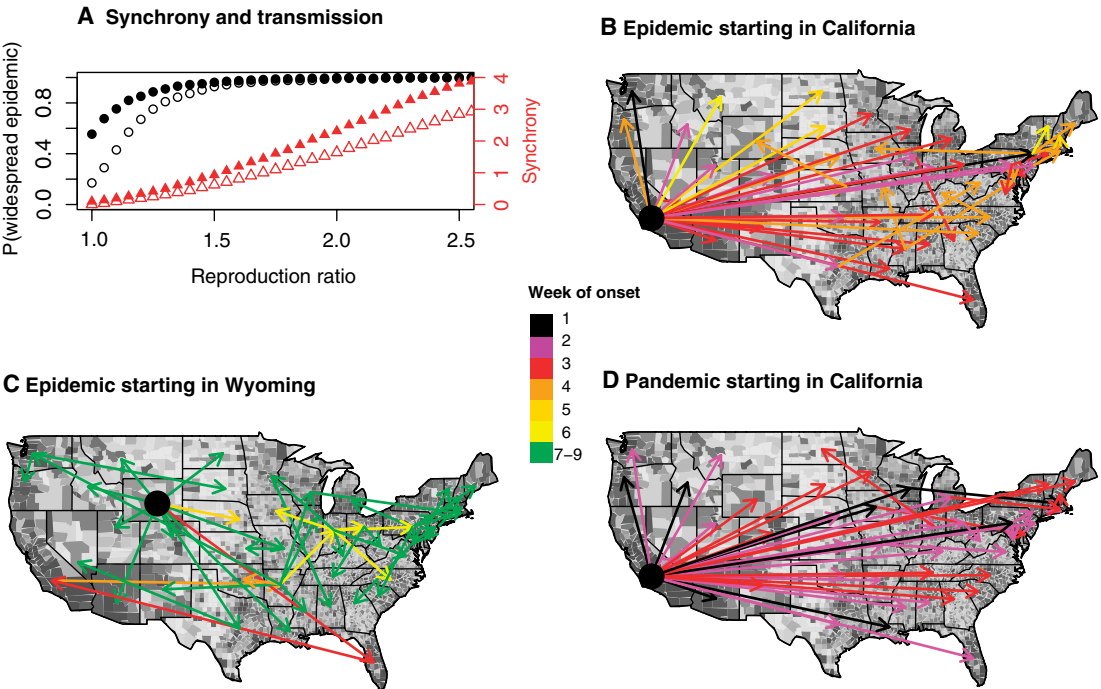 A Synchrony and transmission
P(widespread epidemic)
0.0 0.4 0.8
0 1 2 3 4
Synchrony
1.0 1.5 2.0 2.5
Reproduction ratio
B Epidemic starting in California
Week of onset
1
2
3
4
5
6
7–9
C Epidemic starting in Wyoming
D Pandemic starting in California